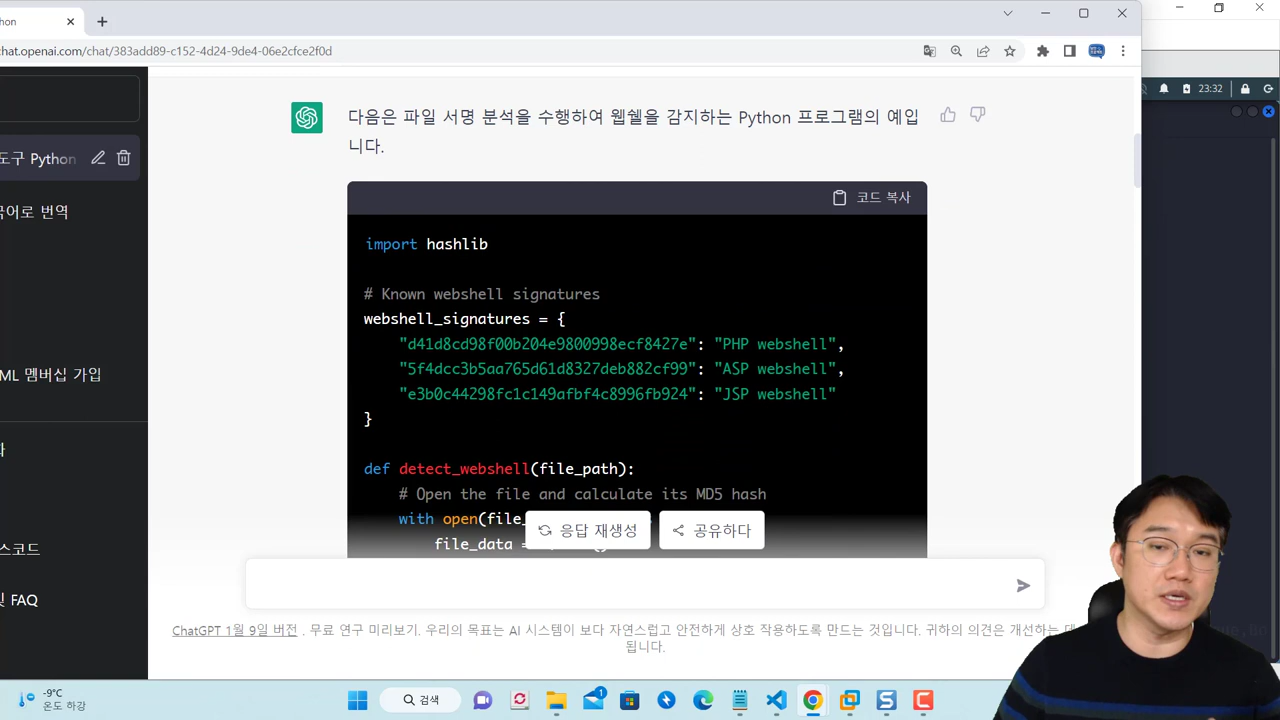 hon
chat.openai.com/chat/383add89-c152-4d24-9de4-06e2cfce2f0d
23:32
도구 Python
국어로 번역
ML 멤버십 가입
스코드
및 FAQ
다음은 파일 서명 분석을 수행하여 웹쉘을 감지하는 Python 프로그램의 예입
니다.
코드 복사
import hashlib
# Known webshell signatures
webshell_signatures = {
"d41d8cd98f00b204e9800998ecf8427e": "PHP webshell",
"5f4dcc3b5aa765d61d8327deb882cf99": "ASP webshell",
"e3b0c44298fc1c149afbf4c8996fb924": "JSP webshell"
}
def detect_webshell(file_path):
# Open the file and calculate its MD5 hash
with open(file_
file_data =
응답 재생성
공유하다
ChatGPT 1월 9일 버전 . 무료 연구 미리보기. 우리의 목표는 AI 시스템이 보다 자연스럽고 안전하게 상호 작용하도록 만드는 것입니다. 귀하의 의견은 개선하는 데
됩니다.
-9°C
온도 하강
검색
1